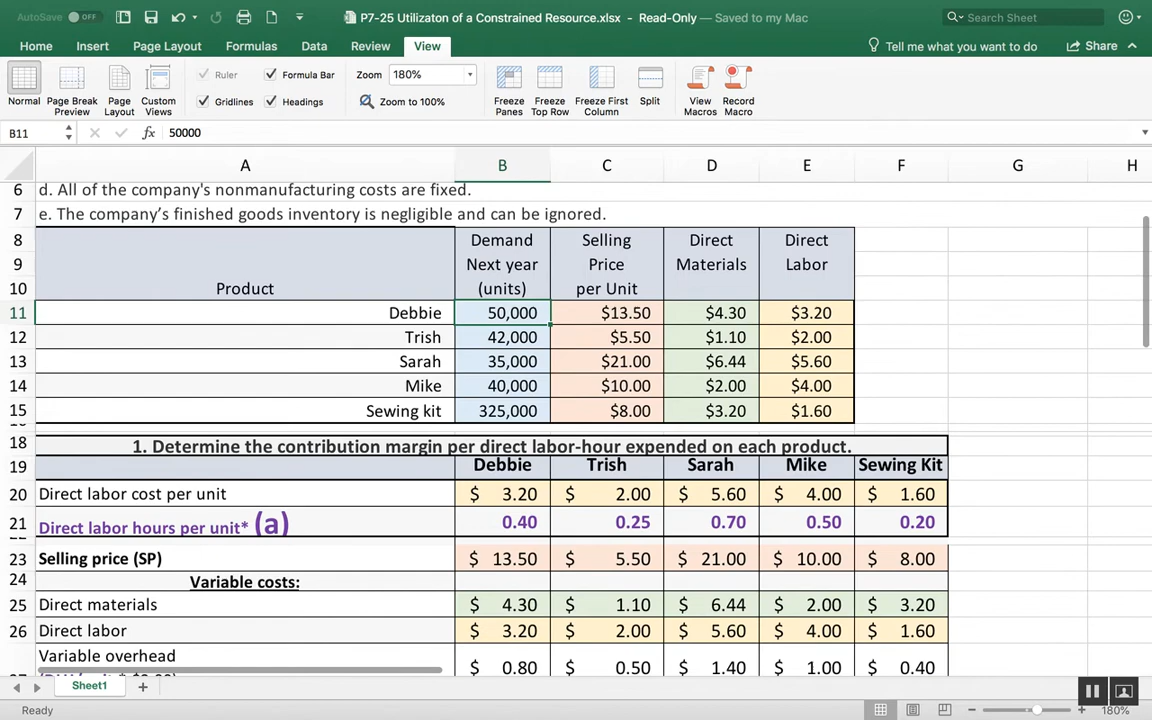 AutoSave OFF P7-25 Utilizaton of a Constrained Resource.xlsx - Read-Only — Saved to my Mac Search Sheet
Home Insert Page Layout Formulas Data Review View Tell me what you want to do Share
Normal Page Break Preview Page Layout Custom Views Ruler Formula Bar Gridlines Headings Zoom 180% Zoom to 100% Freeze Panes Freeze Top Row Freeze First Column Split View Macros Record Macro
B11 fx 50000
A B C D E F G H
6 d. All of the company's nonmanufacturing costs are fixed.
7 e. The company's finished goods inventory is negligible and can be ignored.
8 Demand Selling Direct Direct
9 Next year Price Materials Labor
10 Product (units) per Unit
11 Debbie 50,000 $13.50 $4.30 $3.20
12 Trish 42,000 $5.50 $1.10 $2.00
13 Sarah 35,000 $21.00 $6.44 $5.60
14 Mike 40,000 $10.00 $2.00 $4.00
15 Sewing kit 325,000 $8.00 $3.20 $1.60
18 1. Determine the contribution margin per direct labor-hour expended on each product.
19 Debbie Trish Sarah Mike Sewing Kit
20 Direct labor cost per unit $ 3.20 $ 2.00 $ 5.60 $ 4.00 $ 1.60
21 Direct labor hours per unit* (a) 0.40 0.25 0.70 0.50 0.20
23 Selling price (SP) $ 13.50 $ 5.50 $ 21.00 $ 10.00 $ 8.00
24 Variable costs:
25 Direct materials $ 4.30 $ 1.10 $ 6.44 $ 2.00 $ 3.20
26 Direct labor $ 3.20 $ 2.00 $ 5.60 $ 4.00 $ 1.60
Variable overhead
$ 0.80 $ 0.50 $ 1.40 $ 1.00 $ 0.40
Sheet1
Ready 180%